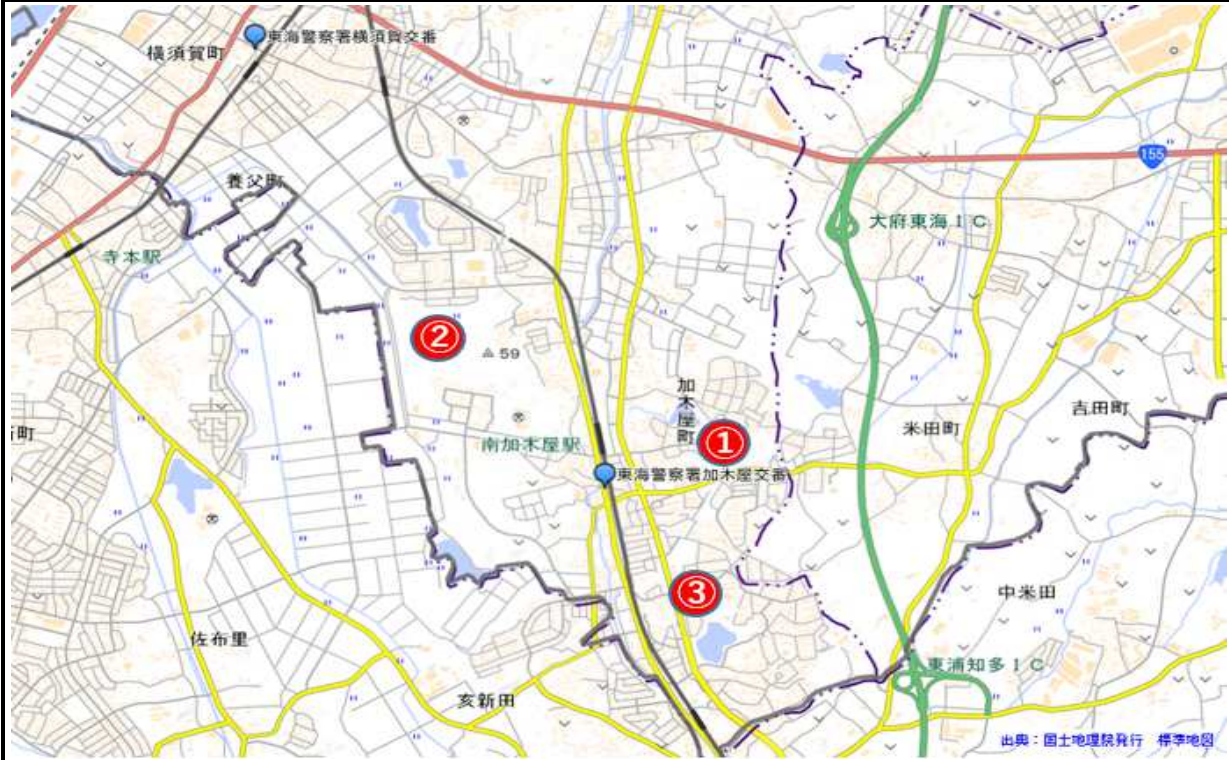 東海警察署横須賀交番
横須賀町
155
養父町
大府東海IC
寺本駅
②
59
加木屋町
吉田町
町
南加木屋駅
①
米田町
東海警察署加木屋交番
③
中米田
佐布里
東浦知多IC
亥新田
出典：国土地理院発行 標準地図